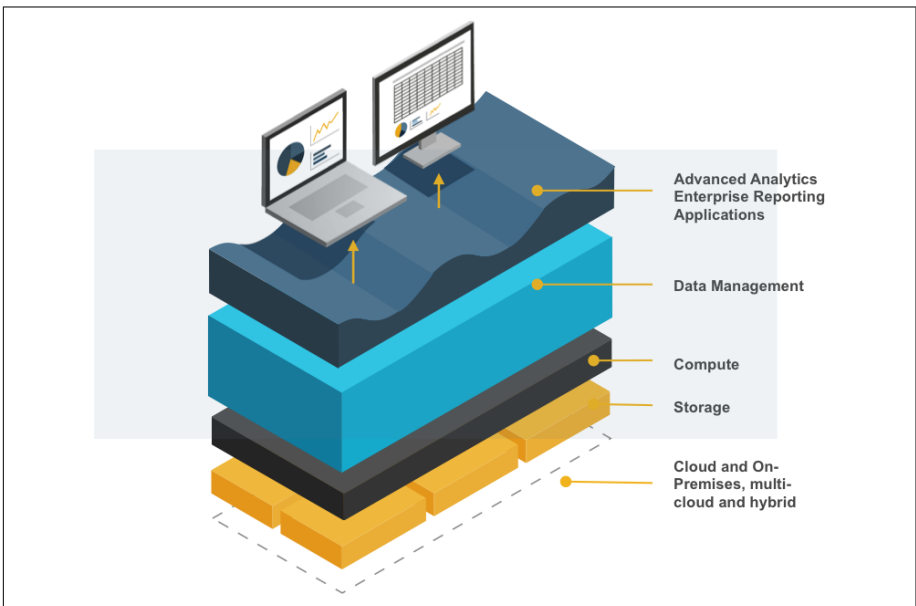 Advanced Analytics
Enterprise Reporting
Applications
Data Management
Compute
Storage
Cloud and On-
Premises, multi-
cloud and hybrid